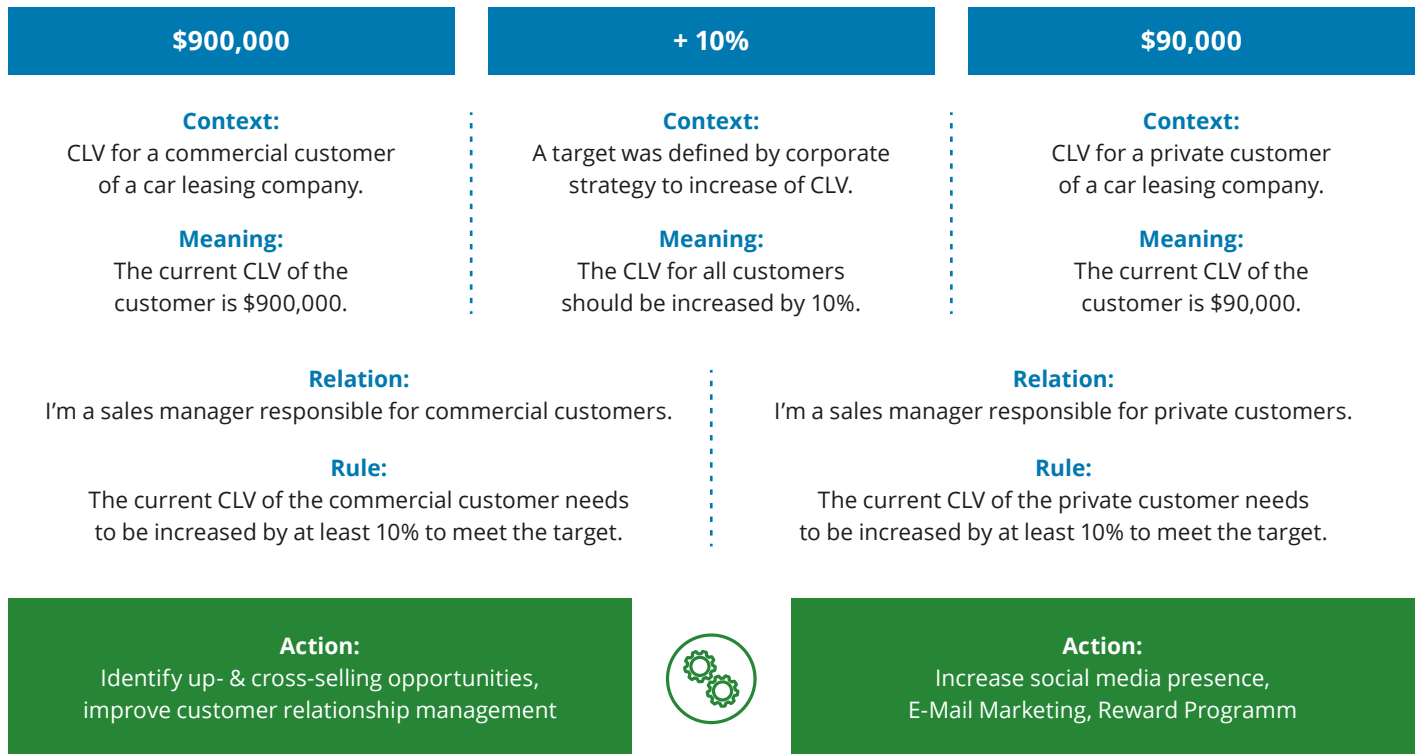 $900,000
+ 10%
$90,000
Context:
CLV for a commercial customer
of a car leasing company.
Meaning:
The current CLV of the
customer is $900,000.
Context:
A target was defined by corporate
strategy to increase of CLV.
Meaning:
The CLV for all customers
should be increased by 10%.
Context:
CLV for a private customer
of a car leasing company.
Meaning:
The current CLV of the
customer is $90,000.
Relation:
I’m a sales manager responsible for commercial customers.
Rule:
The current CLV of the commercial customer needs
to be increased by at least 10% to meet the target.
Relation:
I’m a sales manager responsible for private customers.
Rule:
The current CLV of the private customer needs
to be increased by at least 10% to meet the target.
Action:
Identify up- & cross-selling opportunities,
improve customer relationship management
Action:
Increase social media presence,
E-Mail Marketing, Reward Programm